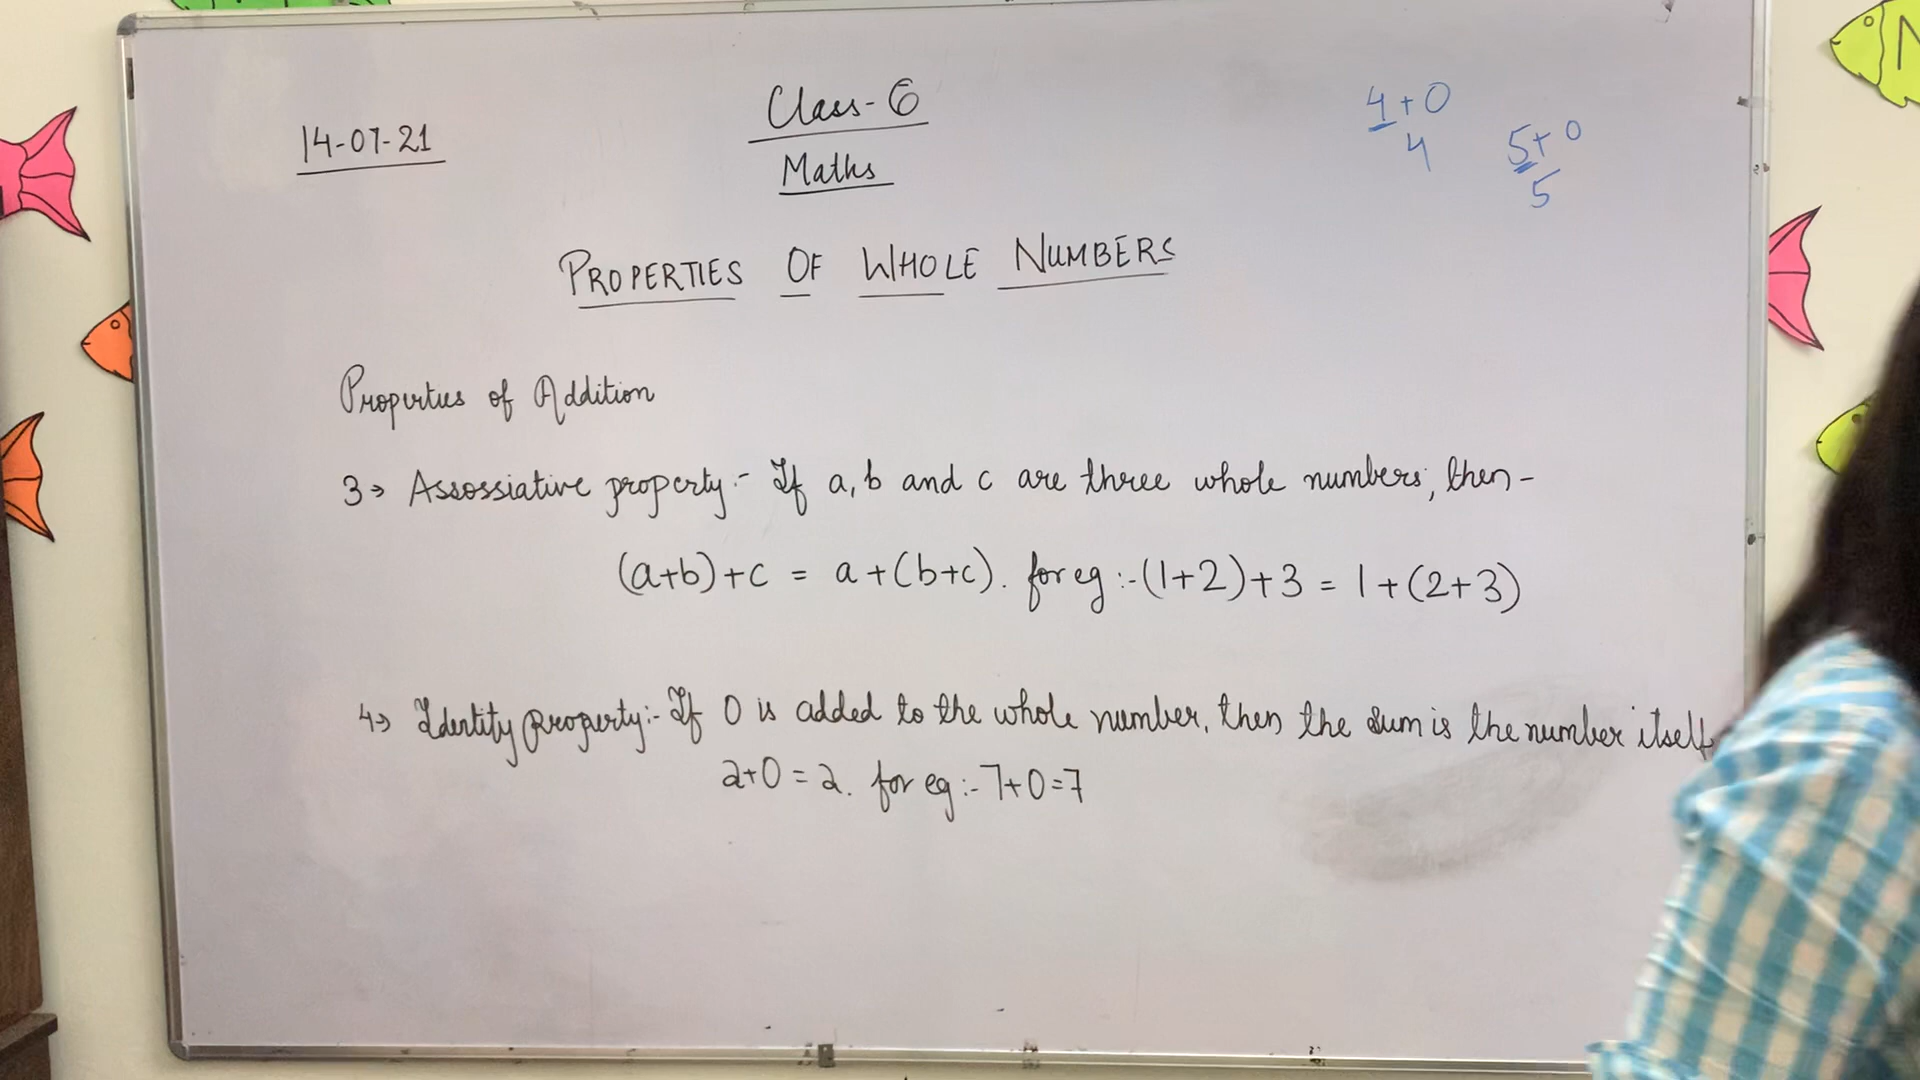 14-07-21
Class-6
Maths
4+0
4
5+0
5
PROPERTIES OF WHOLE NUMBERS
Properties of Addition
3→ Assossiative property:- If a, b and c are three whole numbers, then-
(a+b)+c = a+(b+c). for eg:-(1+2)+3 = 1+(2+3)
4→ Identity Property:- If 0 is added to the whole number, then the sum is the number itself
a+0=a. for eg:- 7+0=7